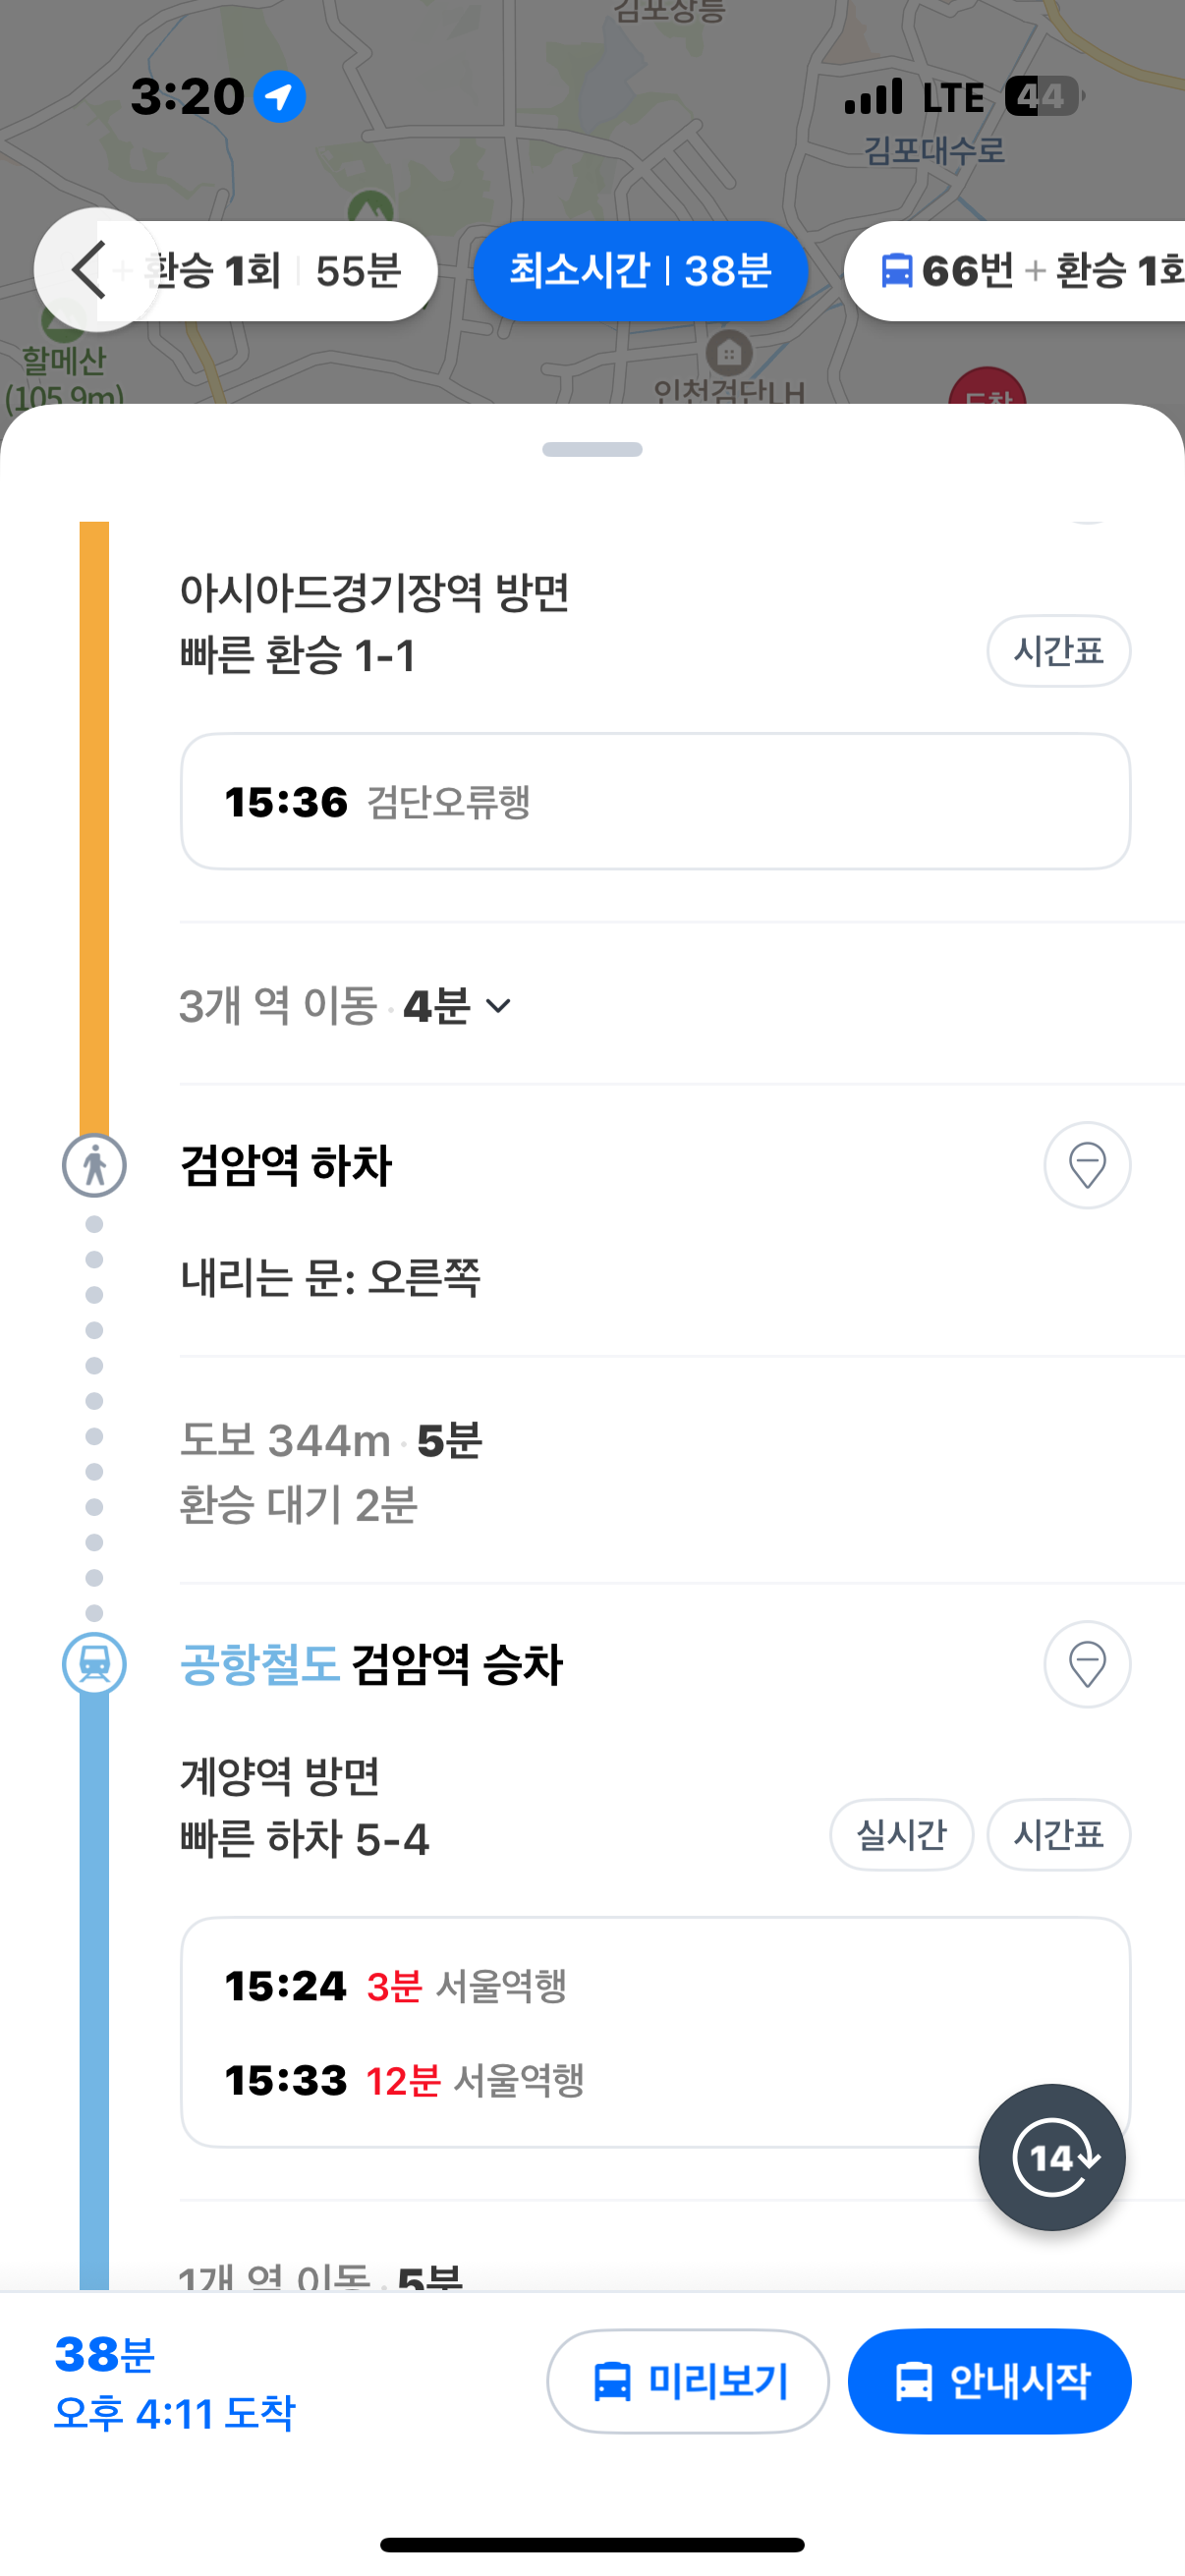 김포장릉
3:20
LTE 44
김포대수로
+ 환승 1회 | 55분
최소시간 | 38분
66번 + 환승 1회
할메산
(105.9m)
인천검단LH
도착
아시아드경기장역 방면
빠른 환승 1-1
시간표
15:36 검단오류행
3개 역 이동 · 4분
검암역 하차
내리는 문: 오른쪽
도보 344m · 5분
환승 대기 2분
공항철도 검암역 승차
계양역 방면
빠른 하차 5-4
실시간
시간표
15:24 3분 서울역행
15:33 12분 서울역행
14
1개 역 이동 · 5분
38분
오후 4:11 도착
미리보기
안내시작